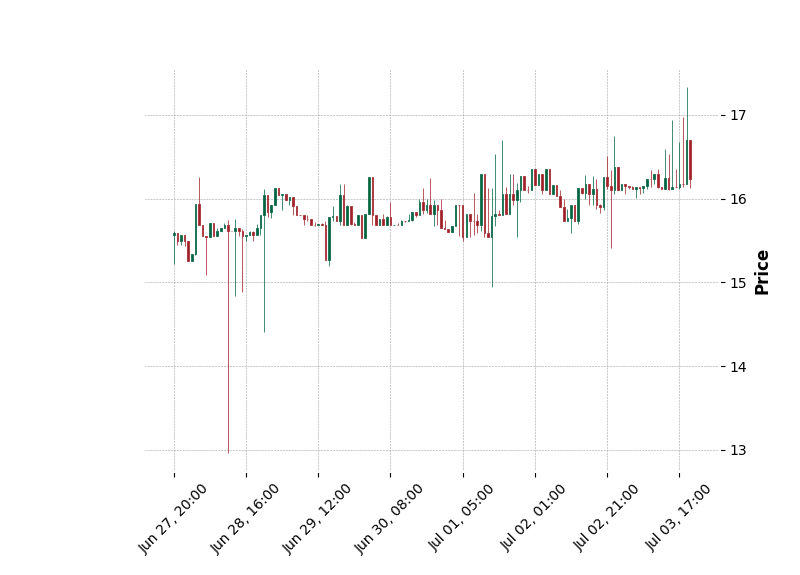 17
16
15
14
13
Price
Jun 27, 20:00
Jun 28, 16:00
Jun 29, 12:00
Jun 30, 08:00
Jul 01, 05:00
Jul 02, 01:00
Jul 02, 21:00
Jul 03, 17:00